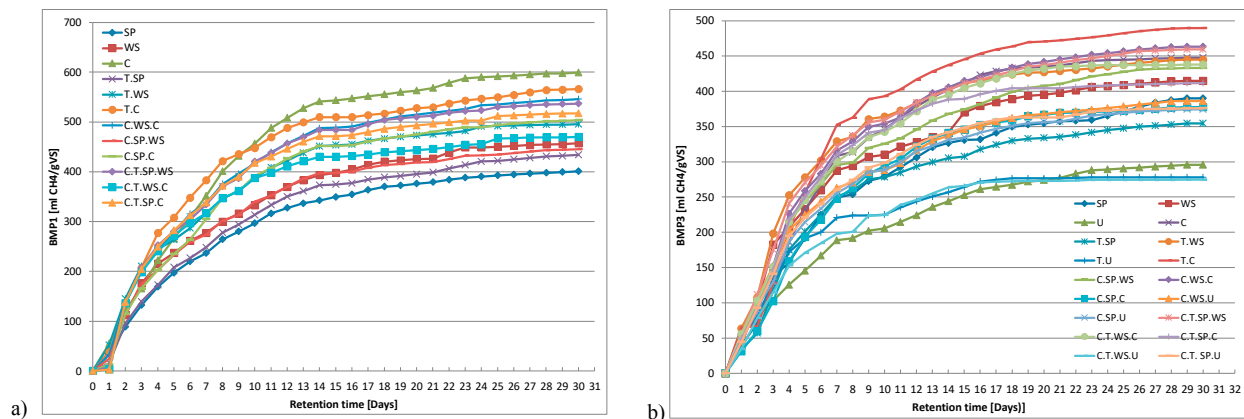 700
600
500
400
300
200
100
0
BMP1 [ml CH4/gVS]
SP
WS
C
T.SP
T.WS
T.C
C.WS.C
C.SP.WS
C.SP.C
C.T.SP.WS
C.T.WS.C
C.T.SP.C
0 1 2 3 4 5 6 7 8 9 10 11 12 13 14 15 16 17 18 19 20 21 22 23 24 25 26 27 28 29 30 31
Retention time [Days]
a)
500
450
400
350
300
250
200
150
100
50
0
BMP3 [ml CH4/gVS]
SP WS
U C
T.SP T.WS
T.U T.C
C.SP.WS C.WS.C
C.SP.C C.WS.U
C.SP.U C.T.SP.WS
C.T.WS.C C.T.SP.C
C.T.WS.U C.T. SP.U
0 1 2 3 4 5 6 7 8 9 10 11 12 13 14 15 16 17 18 19 20 21 22 23 24 25 26 27 28 29 30 31 32
Retention time [Days)]
b)